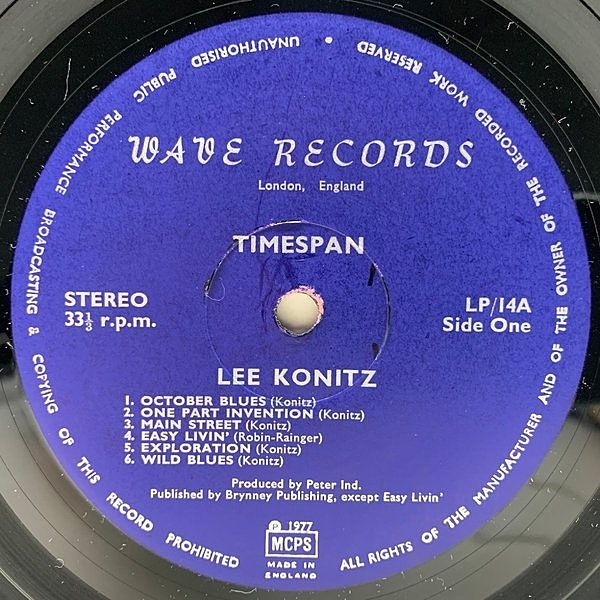 WAVE RECORDS
London, England
TIMESPAN
STEREO
33⅓ r.p.m.
LP/14A
Side One
LEE KONITZ
1. OCTOBER BLUES (Konitz)
2. ONE PART INVENTION (Konitz)
3. MAIN STREET (Konitz)
4. EASY LIVIN' (Robin-Rainger)
5. EXPLORATION (Konitz)
6. WILD BLUES (Konitz)
Produced by Peter Ind.
Published by Brynney Publishing, except Easy Livin'
℗ 1977
MCPS
MADE IN
ENGLAND
ALL RIGHTS OF THE MANUFACTURER AND OF THE OWNER OF THE RECORDED WORK RESERVED • UNAUTHORISED PUBLIC PERFORMANCE BROADCASTING & COPYING OF THIS RECORD PROHIBITED